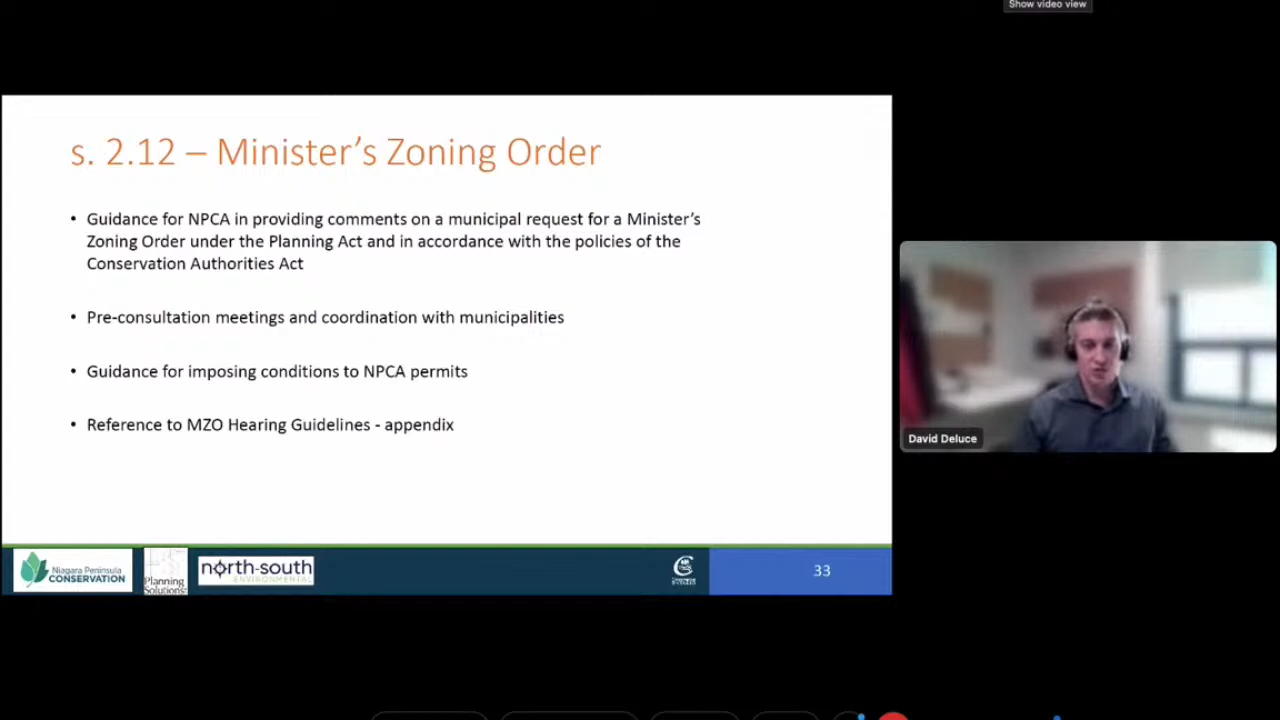 Show video view
s. 2.12 – Minister's Zoning Order
• Guidance for NPCA in providing comments on a municipal request for a Minister's
Zoning Order under the Planning Act and in accordance with the policies of the
Conservation Authorities Act
• Pre-consultation meetings and coordination with municipalities
• Guidance for imposing conditions to NPCA permits
• Reference to MZO Hearing Guidelines - appendix
David Deluce
Niagara Peninsula
CONSERVATION
Planning
Solutions
north-south
ENVIRONMENTAL
33